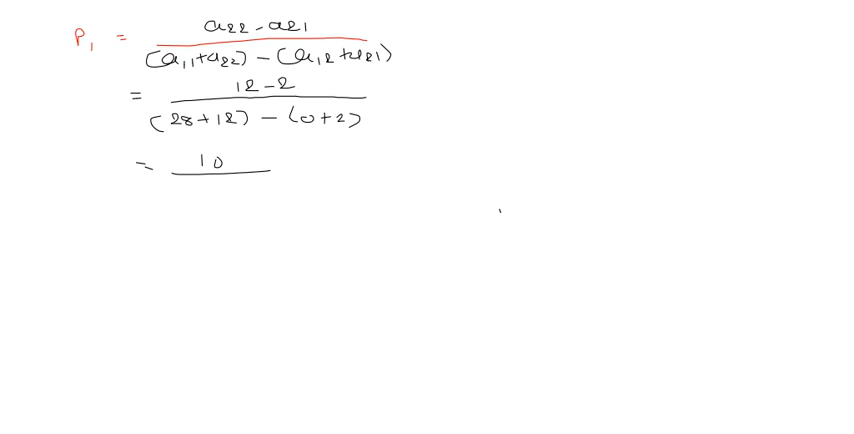 P₁ = a₂₂ - a₂₁ / (a₁₁ + a₂₂) - (a₁₂ + a₂₁)
= 12 - 2 / (28 + 12) - (0 + 2)
= 10